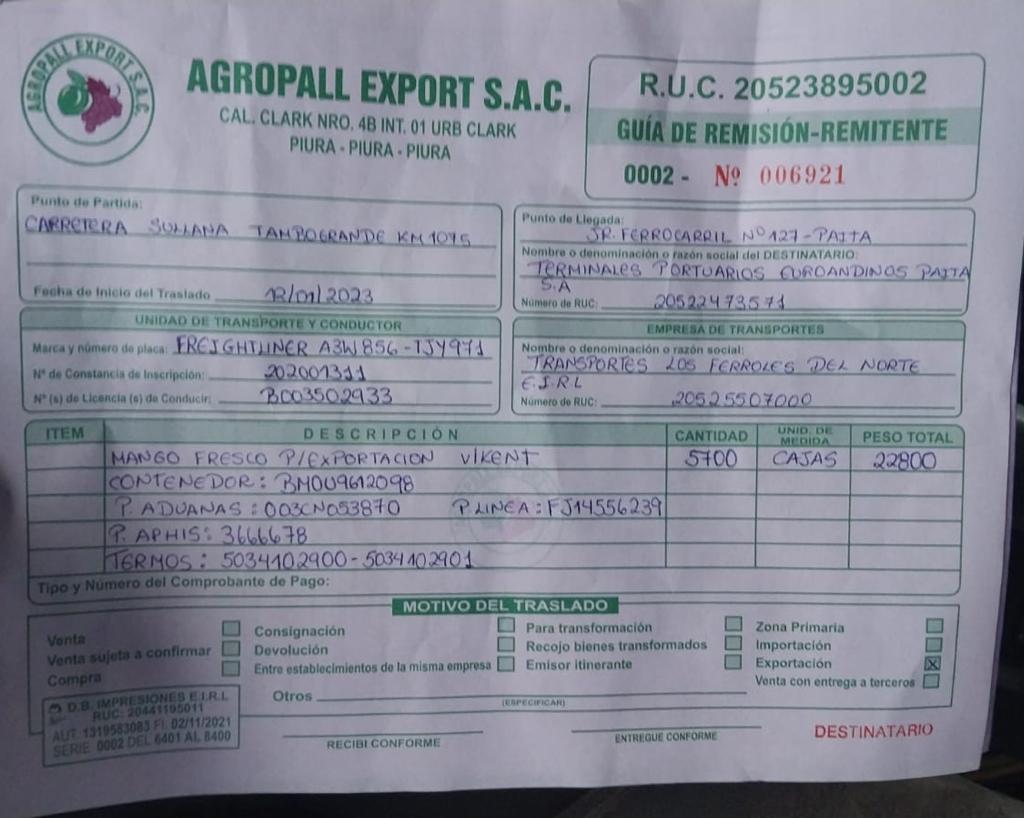 AGROPALL EXPORT S.A.C.
AGROPALL EXPORT S.A.C.
CAL. CLARK NRO. 4B INT. 01 URB CLARK
PIURA - PIURA - PIURA
R.U.C. 20523895002
GUÍA DE REMISIÓN-REMITENTE
0002 - Nº 006921
Punto de Partida:
CARRETERA SULLANA TAMBOGRANDE KM 1075
Fecha de Inicio del Traslado 12/01/2023
Punto de Llegada:
JR. FERROCARRIL Nº 127 - PAITA
Nombre o denominación o razón social del DESTINATARIO:
TERMINALES PORTUARIOS EUROANDINOS PAITA
S.A
Número de RUC: 20522473571
UNIDAD DE TRANSPORTE Y CONDUCTOR
Marca y número de placa: FREIGHTLINER A3W856 - TJY971
Nº de Constancia de Inscripción: 202001311
Nº (s) de Licencia (s) de Conducir: B003502933
EMPRESA DE TRANSPORTES
Nombre o denominación o razón social:
TRANSPORTES LOS FERROLES DEL NORTE
E.I.R.L
Número de RUC: 20525507000
ITEM DESCRIPCIÓN CANTIDAD UNID. DE MEDIDA PESO TOTAL
MANGO FRESCO P/EXPORTACION VIKENT 5700 CAJAS 22800
CONTENEDOR: BMOU9612098
P. ADUANAS: 003CN053870 P. LINEA: FJ14556239
P. APHIS: 3666678
TERMOS: 5034102900 - 5034102901
Tipo y Número del Comprobante de Pago:
MOTIVO DEL TRASLADO
Venta Consignación Para transformación Zona Primaria
Venta sujeta a confirmar Devolución Recojo bienes transformados Importación
Compra Entre establecimientos de la misma empresa Emisor itinerante Exportación X
Venta con entrega a terceros
Otros
(ESPECIFICAR)
D.B. IMPRESIONES E.I.R.L
RUC: 20441195011
AUT. 1319583083 FI. 02/11/2021
SERIE 0002 DEL 6401 AL 8400
RECIBI CONFORME
ENTREGUE CONFORME
DESTINATARIO